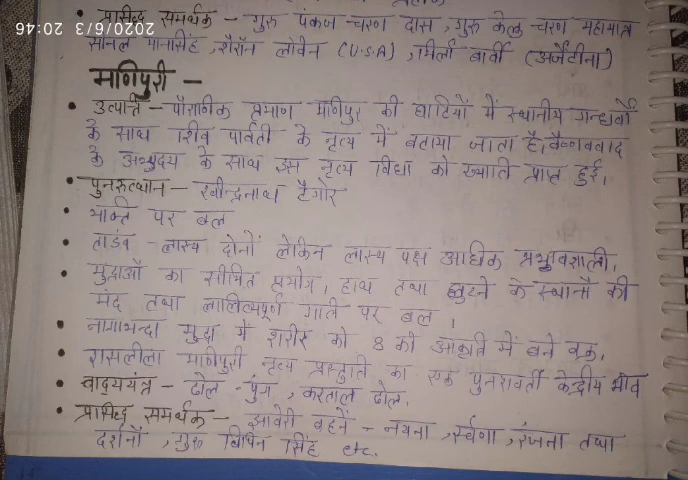 • प्रसिद्ध समर्थक - गुरु पंकज चरण दास, गुरु केलु चरण महापात्र
सोनल मानसिंह, शैरॉन लोवेन (U.S.A), मिर्ला बार्वी (अर्जेंटीना)
मणिपुरी -
• उत्पत्ति - पौराणिक प्रमाण मणिपुर की घाटियों में स्थानीय गन्धर्वों
के साथ शिव पार्वती के नृत्य में बताया जाता है। वैष्णववाद
के अभ्युदय के साथ इस नृत्य विधा को ख्याति प्राप्त हुई।
• पुनरुत्थान - रवीन्द्रनाथ टैगोर
• भक्ति पर बल
• तांडव - लास्य दोनों लेकिन लास्य पक्ष अधिक प्रभावशाली।
• मुद्राओं का सीमित प्रयोग, हाथ तथा घुटने के स्थानों की
मंद तथा लालित्यपूर्ण गति पर बल।
• नागाभन्दा मुद्रा में शरीर को 8 की आकृति में बने वक्र,
• रासलीला मणिपुरी नृत्य प्रस्तुति का एक पुनरावर्ती केन्द्रीय भाव
• वाद्ययंत्र - ढोल - पुंग, करताल ढोल,
• प्रसिद्ध समर्थक - झावेरी बहनें - नयना, स्र्वणा, रंजना तथा
दर्शना, गुरु बिपिन सिंह etc.
2020/6/3 20:46